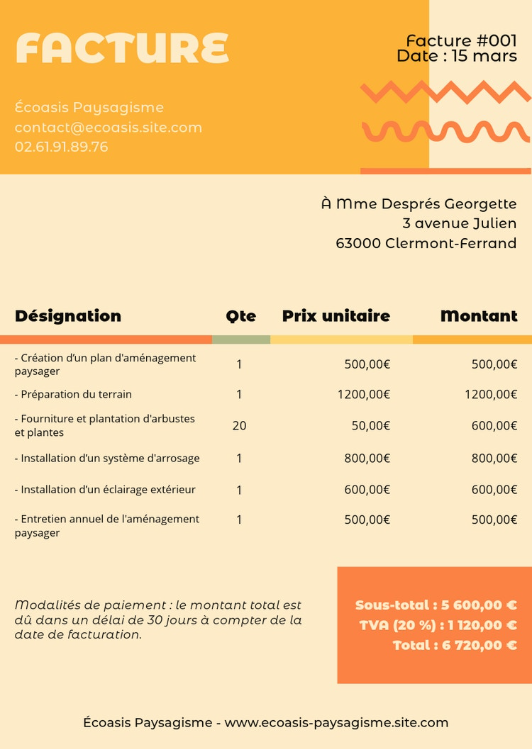 FACTURE
Facture #001
Date : 15 mars
Écoasis Paysagisme
contact@ecoasis.site.com
02.61.91.89.76
À Mme Després Georgette
3 avenue Julien
63000 Clermont-Ferrand
Désignation Qte Prix unitaire Montant
- Création d'un plan d'aménagement
paysager 1 500,00€ 500,00€
- Préparation du terrain 1 1200,00€ 1200,00€
- Fourniture et plantation d'arbustes
et plantes 20 50,00€ 600,00€
- Installation d'un système d'arrosage 1 800,00€ 800,00€
- Installation d'un éclairage extérieur 1 600,00€ 600,00€
- Entretien annuel de l'aménagement
paysager 1 500,00€ 500,00€
Modalités de paiement : le montant total est
dû dans un délai de 30 jours à compter de la
date de facturation.
Sous-total : 5 600,00 €
TVA (20 %) : 1 120,00 €
Total : 6 720,00 €
Écoasis Paysagisme - www.ecoasis-paysagisme.site.com